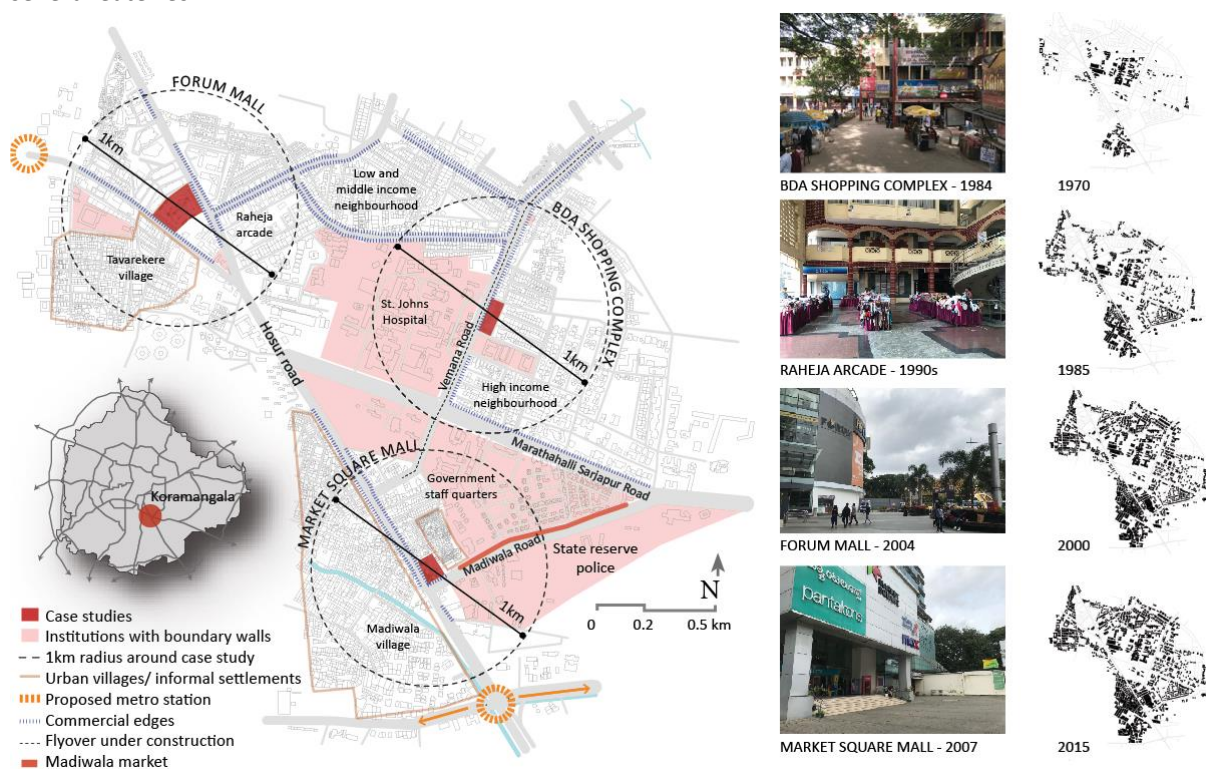 FORUM MALL
1km
Low and
middle income
neighbourhood
Raheja
arcade
Tavarekere
village
BDA SHOPPING COMPLEX
St. Johns
Hospital
Vemana Road
1km
Hosur road
High income
neighbourhood
Marathahalli Sarjapur Road
MARKET SQUARE MALL
Government
staff quarters
Koramangala
Madiwala Road
State reserve
police
N
1km
0 0.2 0.5 km
Madiwala
village
Case studies
Institutions with boundary walls
1km radius around case study
Urban villages/ informal settlements
Proposed metro station
Commercial edges
Flyover under construction
Madiwala market
BDA SHOPPING COMPLEX - 1984
RAHEJA ARCADE - 1990s
FORUM MALL - 2004
pantaloons
MARKET SQUARE MALL - 2007
1970
1985
2000
2015